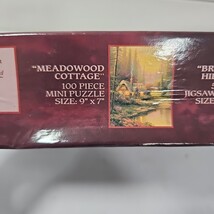 "MEADOWOOD
COTTAGE"
100 PIECE
MINI PUZZLE
SIZE: 9" x 7"
"BR
HI
JIGSAW
SIZE